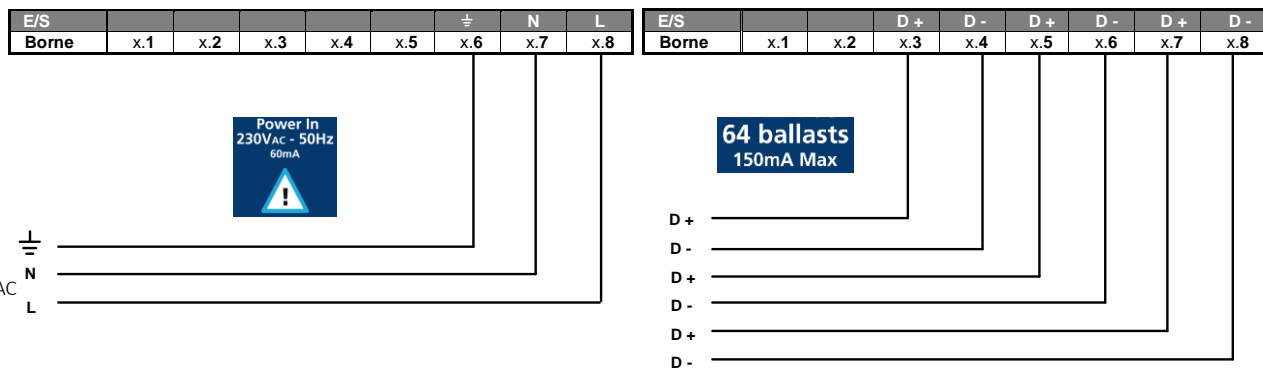 E/S ⏚ N L
Borne x.1 x.2 x.3 x.4 x.5 x.6 x.7 x.8
Power In
230VAC - 50Hz
60mA
!
⏚
N
AC
L
E/S D + D - D + D - D + D -
Borne x.1 x.2 x.3 x.4 x.5 x.6 x.7 x.8
64 ballasts
150mA Max
D +
D -
D +
D -
D +
D -